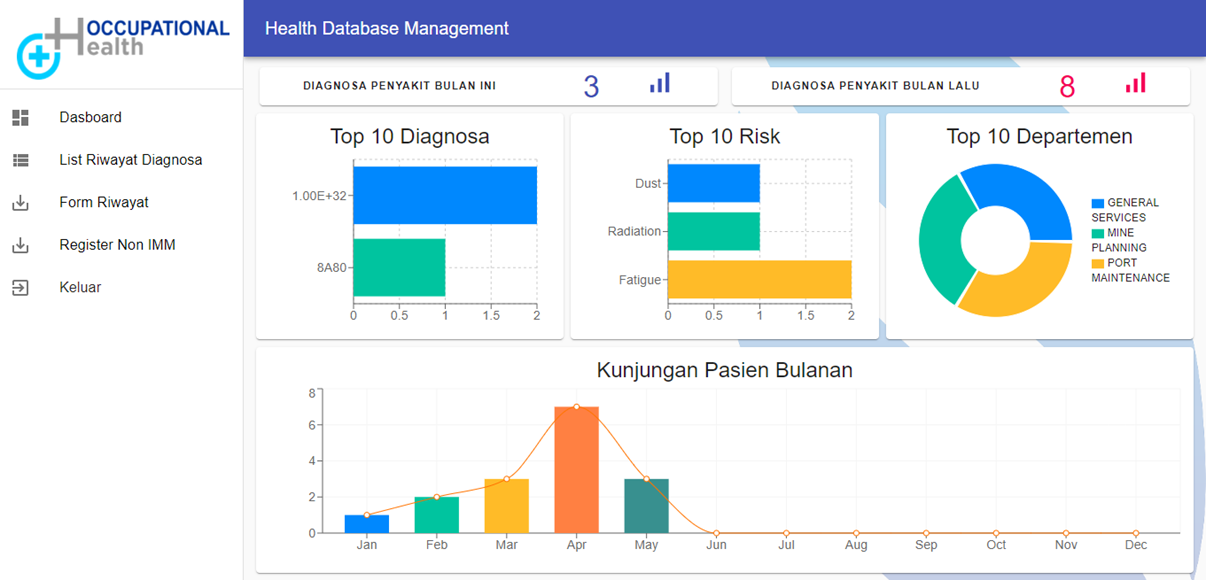 OCCUPATIONAL
Health
Health Database Management
Dasboard
List Riwayat Diagnosa
Form Riwayat
Register Non IMM
Keluar
DIAGNOSA PENYAKIT BULAN INI 3
DIAGNOSA PENYAKIT BULAN LALU 8
Top 10 Diagnosa
1.00E+32
8A80
0 0.5 1 1.5 2
Top 10 Risk
Dust
Radiation
Fatigue
0 0.5 1 1.5 2
Top 10 Departemen
GENERAL
SERVICES
MINE
PLANNING
PORT
MAINTENANCE
Kunjungan Pasien Bulanan
8
6
4
2
0
Jan Feb Mar Apr May Jun Jul Aug Sep Oct Nov Dec